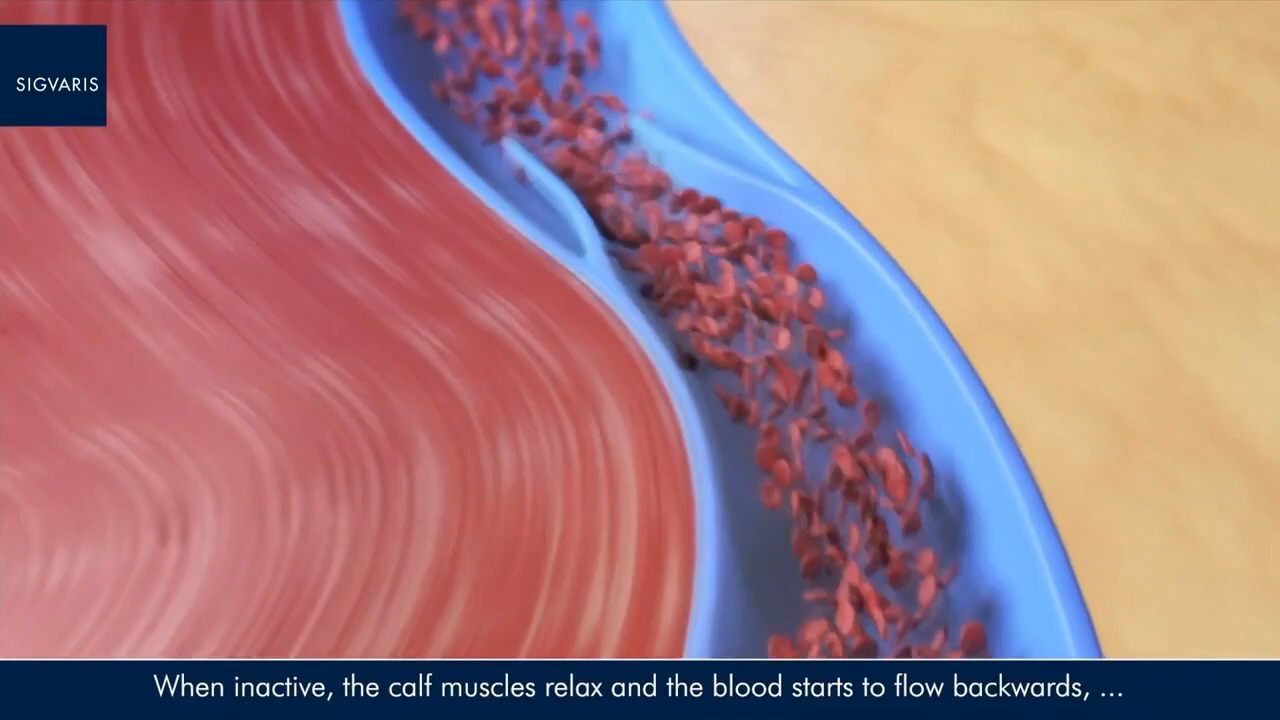 SIGVARIS
When inactive, the calf muscles relax and the blood starts to flow backwards, ...